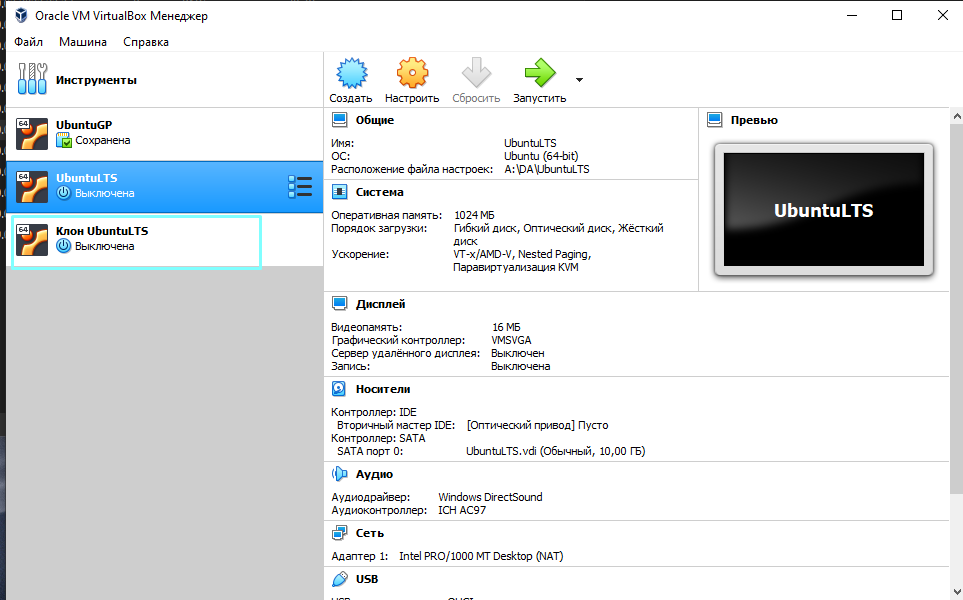 Oracle VM VirtualBox Менеджер
Файл Машина Справка
Инструменты
Создать Настроить Сбросить Запустить
64
UbuntuGP
Сохранена
64
UbuntuLTS
Выключена
64
Клон UbuntuLTS
Выключена
Общие
Имя: UbuntuLTS
ОС: Ubuntu (64-bit)
Расположение файла настроек: A:\DA\UbuntuLTS
Превью
UbuntuLTS
Система
Оперативная память: 1024 МБ
Порядок загрузки: Гибкий диск, Оптический диск, Жёсткий
диск
Ускорение: VT-x/AMD-V, Nested Paging,
Паравиртуализация KVM
Дисплей
Видеопамять: 16 МБ
Графический контроллер: VMSVGA
Сервер удалённого дисплея: Выключен
Запись: Выключена
Носители
Контроллер: IDE
Вторичный мастер IDE: [Оптический привод] Пусто
Контроллер: SATA
SATA порт 0: UbuntuLTS.vdi (Обычный, 10,00 ГБ)
Аудио
Аудиодрайвер: Windows DirectSound
Аудиоконтроллер: ICH AC97
Сеть
Адаптер 1: Intel PRO/1000 MT Desktop (NAT)
USB